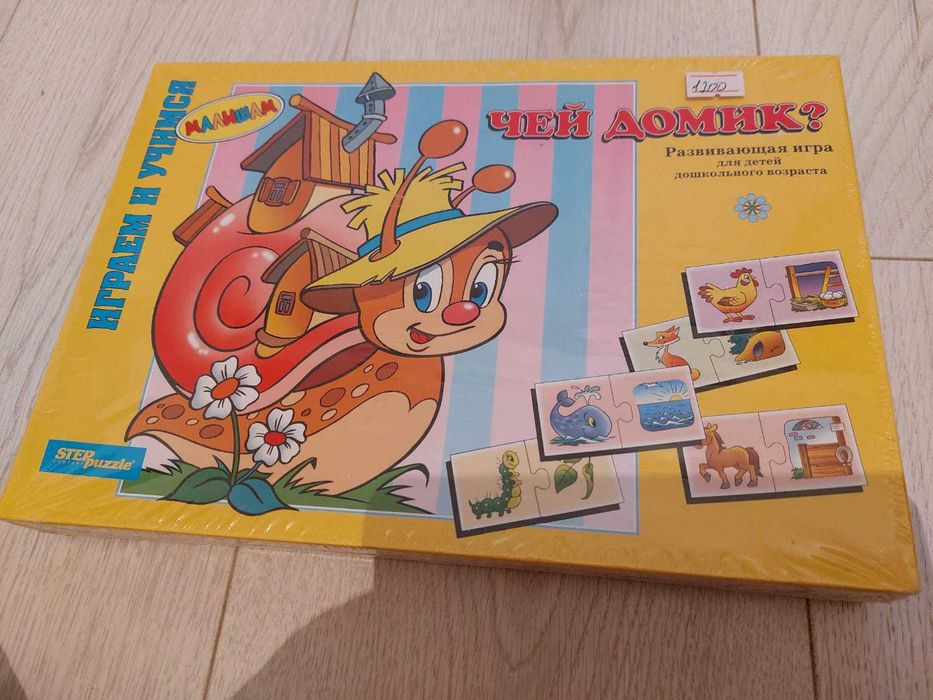 ИГРАЕМ И УЧИМСЯ
МАЛЫШАМ
1200
ЧЕЙ ДОМИК?
Развивающая игра
для детей
дошкольного возраста
STEP
puzzle